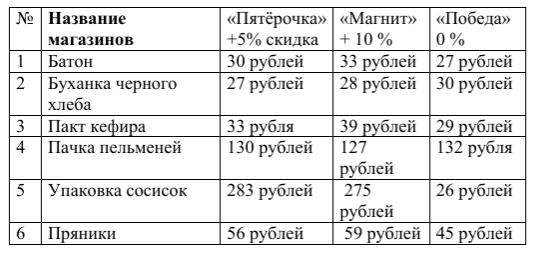 № Название «Пятёрочка» «Магнит» «Победа»
магазинов +5% скидка + 10 % 0 %
1 Батон 30 рублей 33 рублей 27 рублей
2 Буханка черного 27 рублей 28 рублей 30 рублей
хлеба
3 Пакт кефира 33 рубля 39 рублей 29 рублей
4 Пачка пельменей 130 рублей 127 132 рубля
рублей
5 Упаковка сосисок 283 рублей 275 26 рублей
рублей
6 Пряники 56 рублей 59 рублей 45 рублей